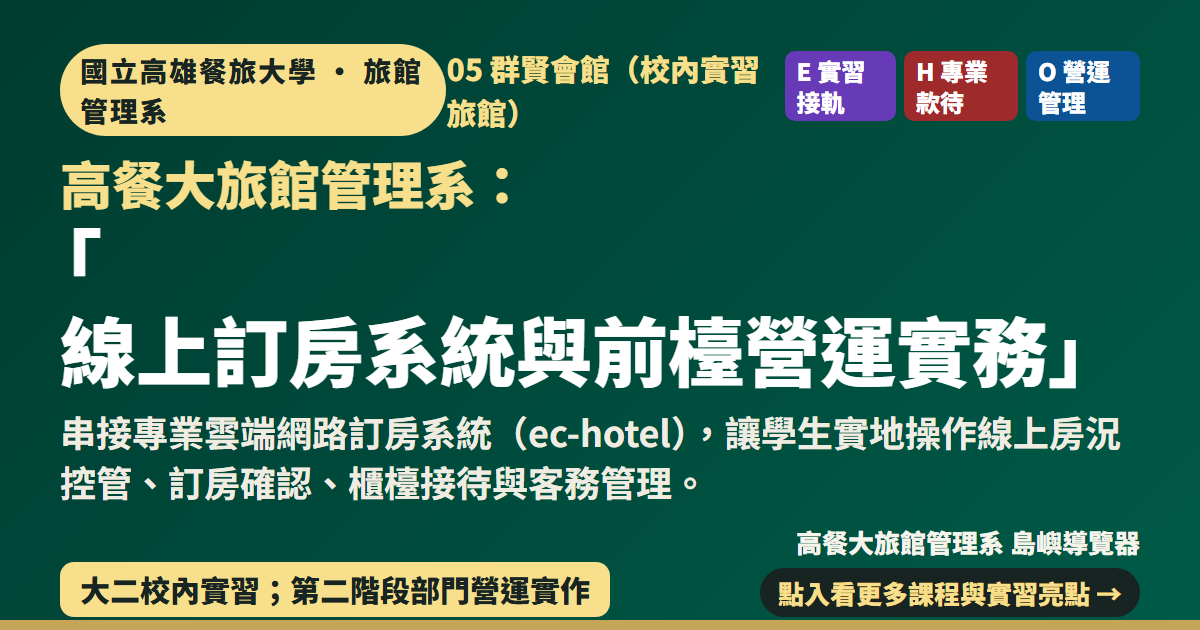 國立高雄餐旅大學 · 旅館
管理系
05 群賢會館（校內實習
旅館）
E 實習
接軌
H 專業
款待
O 營運
管理
高餐大旅館管理系：
「
線上訂房系統與前檯營運實務」
串接專業雲端網路訂房系統（ec-hotel），讓學生實地操作線上房況
控管、訂房確認、櫃檯接待與客務管理。
高餐大旅館管理系 島嶼導覽器
大二校內實習；第二階段部門營運實作
點入看更多課程與實習亮點 →